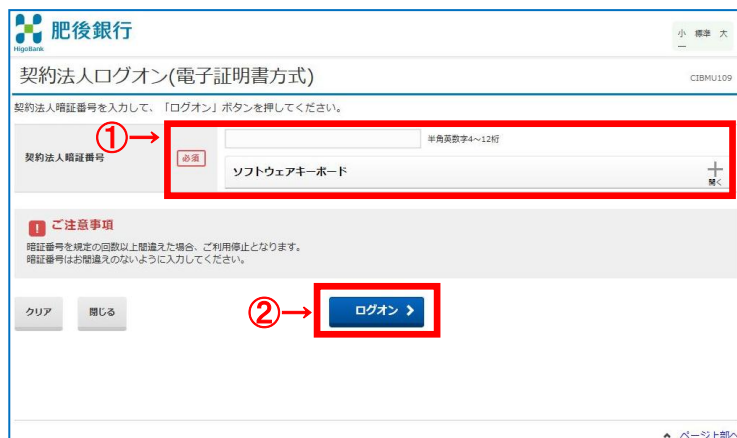 肥後銀行
HigoBank
小 標準 大
契約法人ログオン(電子証明書方式)
CIBMU109
契約法人暗証番号を入力して、「ログオン」ボタンを押してください。
①→
契約法人暗証番号
必須
半角英数字4～12桁
ソフトウェアキーボード
開く
! ご注意事項
暗証番号を規定の回数以上間違えた場合、ご利用停止となります。
暗証番号はお間違えのないように入力してください。
クリア
閉じる
②→
ログオン
ページ上部へ